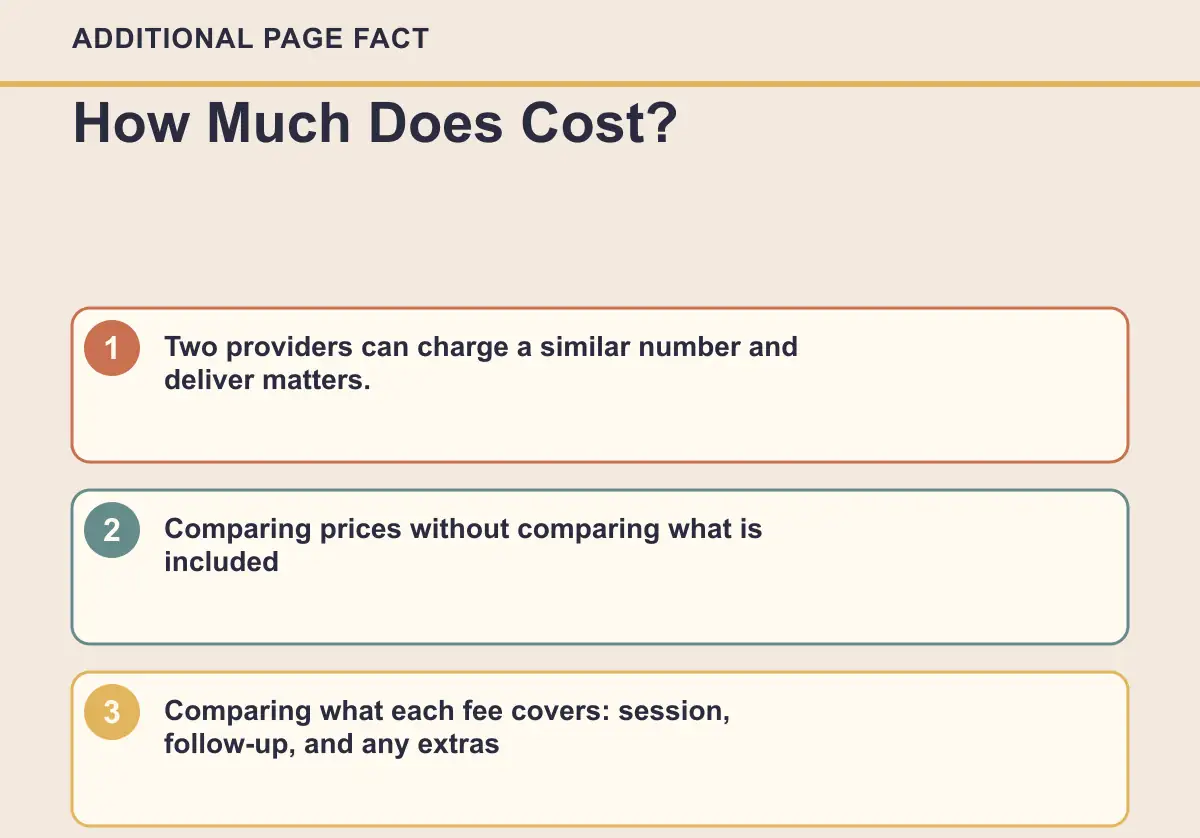 ADDITIONAL PAGE FACT
How Much Does Cost?
1
Two providers can charge a similar number and
deliver matters.
2
Comparing prices without comparing what is
included
3
Comparing what each fee covers: session,
follow-up, and any extras